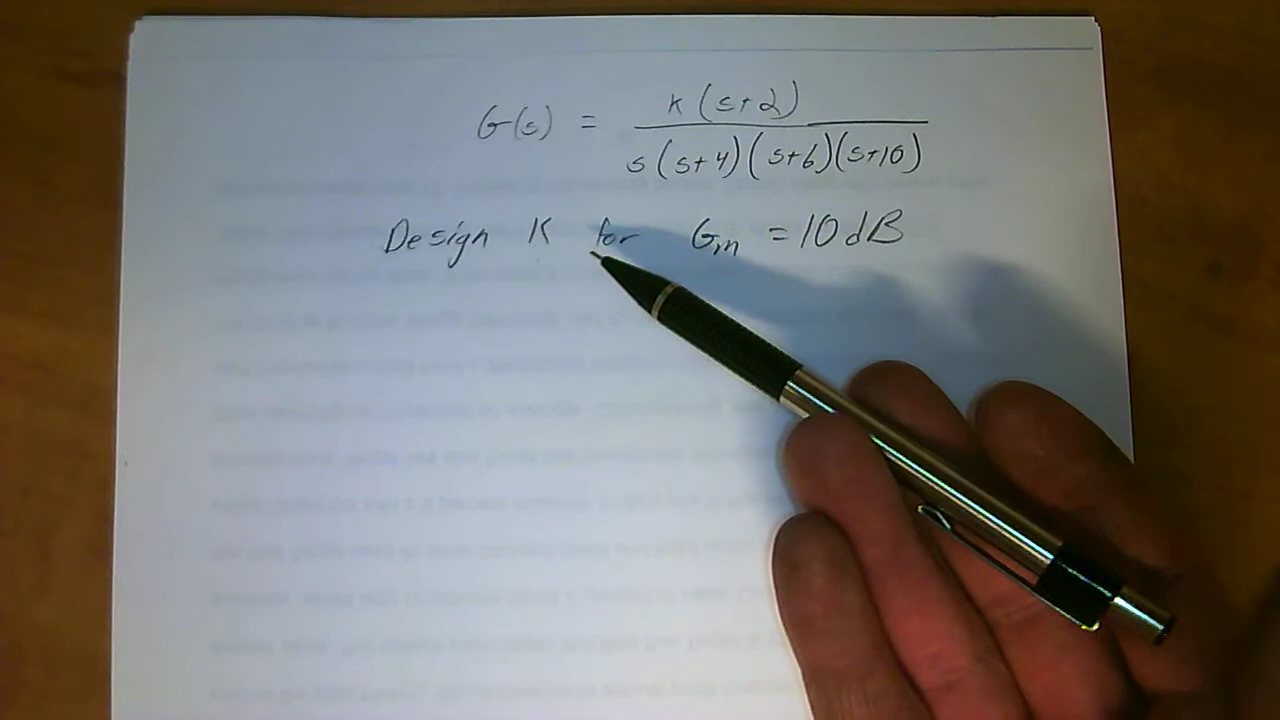 G(s) = K(s+2)
s(s+4)(s+6)(s+10)
Design K for Gm = 10 dB